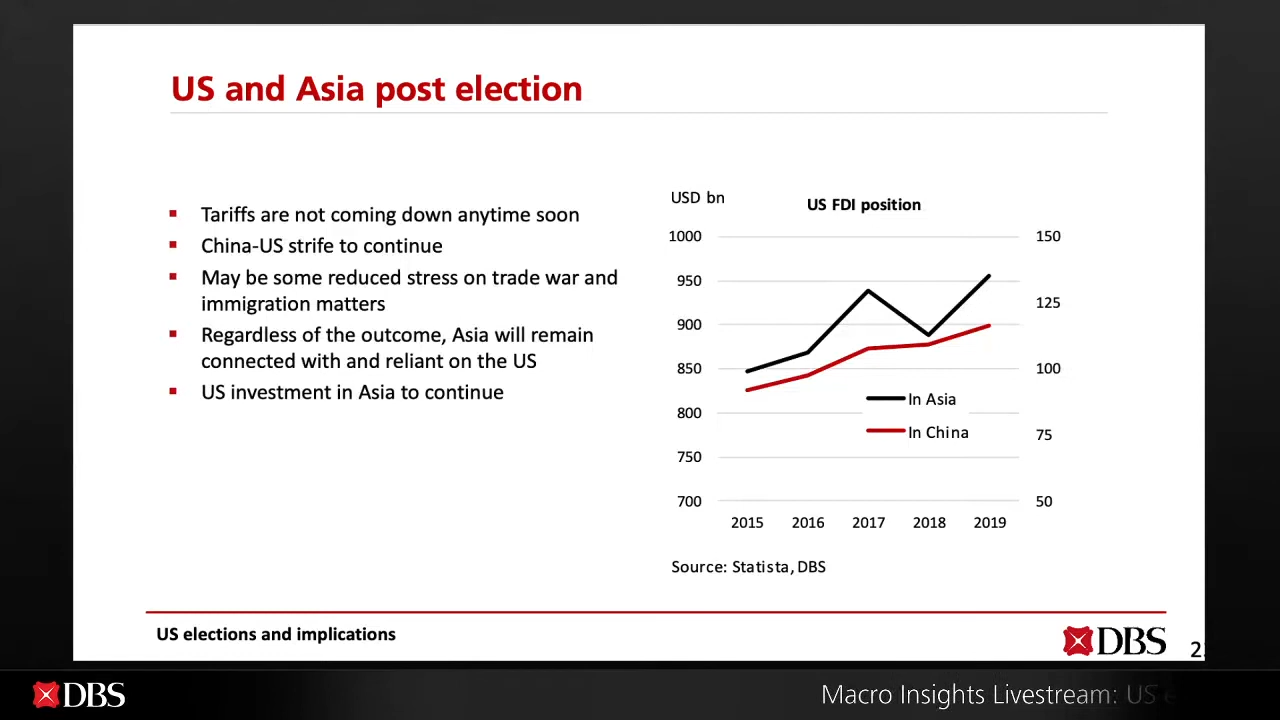 US and Asia post election
Tariffs are not coming down anytime soon
China-US strife to continue
May be some reduced stress on trade war and
immigration matters
Regardless of the outcome, Asia will remain
connected with and reliant on the US
US investment in Asia to continue
USD bn
US FDI position
1000
950
900
850
800
750
700
150
125
100
75
50
In Asia
In China
2015 2016 2017 2018 2019
Source: Statista, DBS
US elections and implications
DBS
DBS
Macro Insights Livestream: US